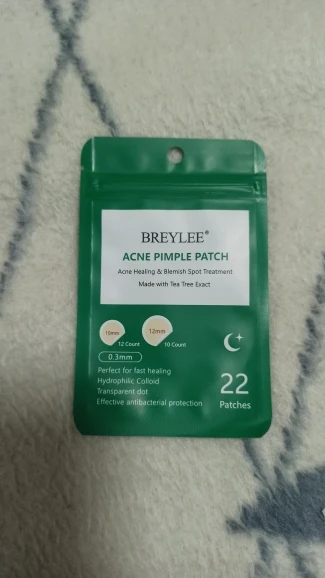 BREYLEE®
ACNE PIMPLE PATCH
Acne Healing & Blemish Spot Treatment
Made with Tea Tree Exact
10mm
12 Count
12mm
10 Count
0.3mm
Perfect for fast healing
Hydrophilic Colloid
Transparent dot
Effective antibacterial protection
22
Patches